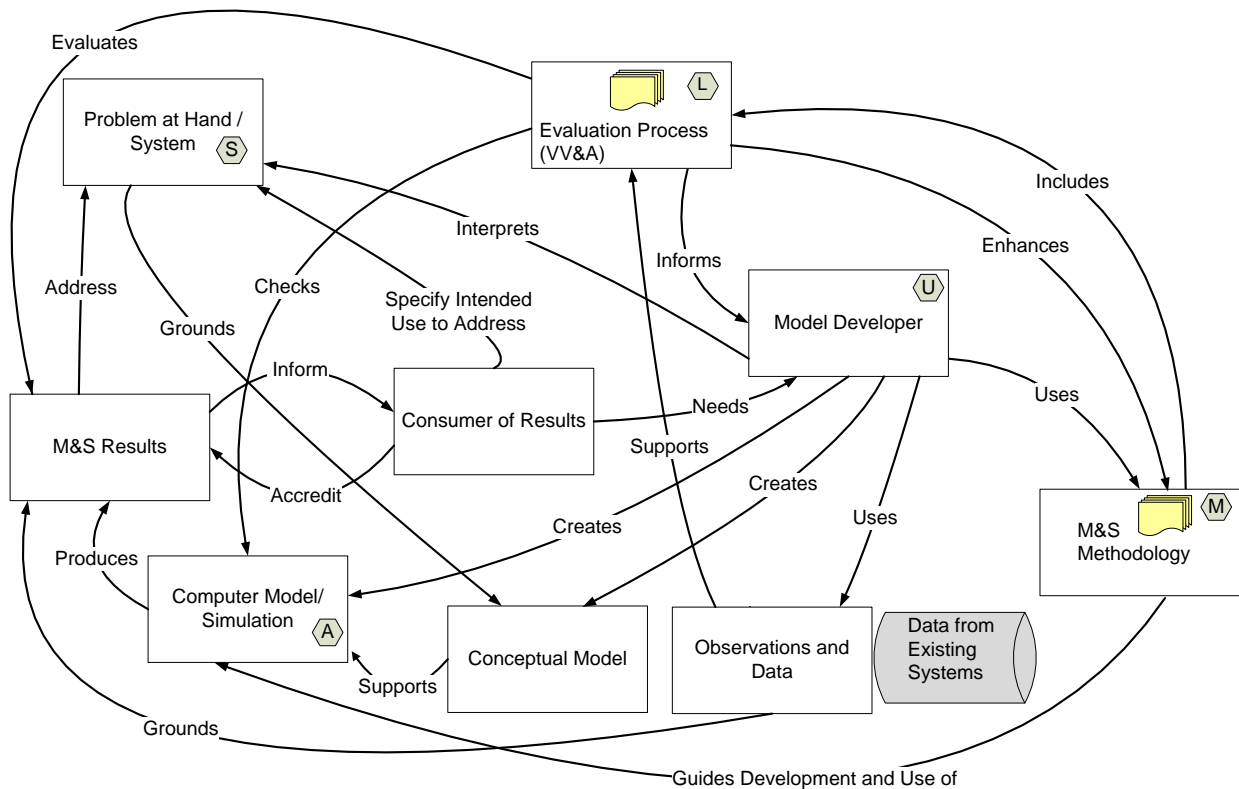 Evaluates
Problem at Hand /
System
S
L
Evaluation Process
(VV&A)
Includes
Interprets
Enhances
Informs
Address
Checks
Specify Intended
Use to Address
Grounds
U
Model Developer
Inform
Consumer of Results
Needs
Uses
M&S Results
Supports
Accredit
Creates
Creates
Uses
M
M&S
Methodology
Produces
Computer Model/
Simulation
A
Conceptual Model
Supports
Observations and
Data
Data from
Existing
Systems
Grounds
Guides Development and Use of